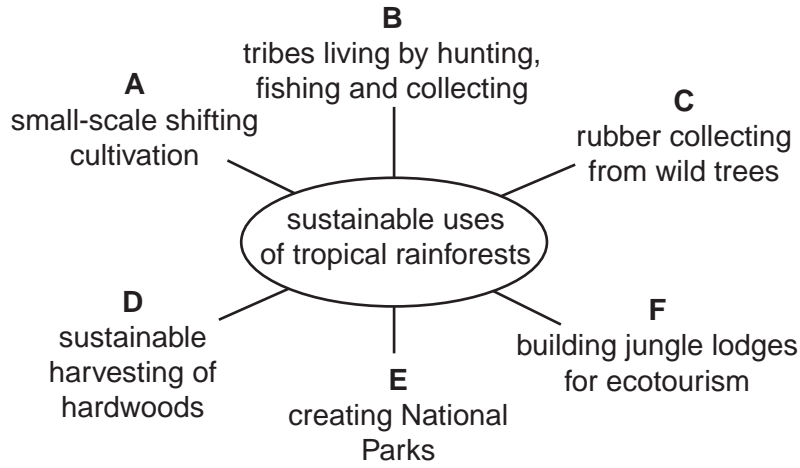 B
tribes living by hunting,
fishing and collecting
A
small-scale shifting
cultivation
C
rubber collecting
from wild trees
sustainable uses
of tropical rainforests
D
sustainable
harvesting of
hardwoods
E
creating National
Parks
F
building jungle lodges
for ecotourism